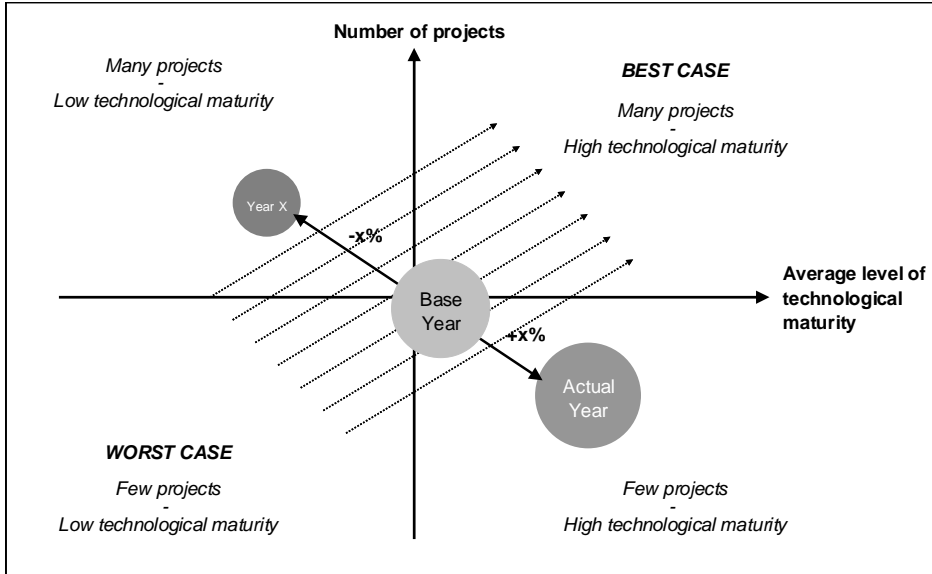 Number of projects
Many projects
-
Low technological maturity
BEST CASE
Many projects
-
High technological maturity
Year X
-x%
Base
Year
Average level of
technological
maturity
+x%
Actual
Year
WORST CASE
Few projects
-
Low technological maturity
Few projects
-
High technological maturity